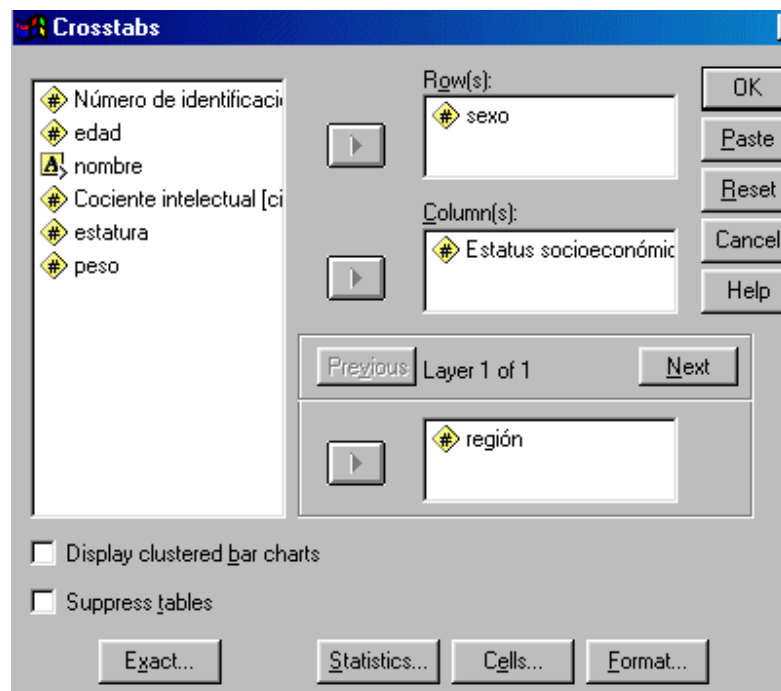 Crosstabs
Número de identificaci
edad
nombre
Cociente intelectual [ci
estatura
peso
Row(s):
sexo
Column(s):
Estatus socioeconómic
OK
Paste
Reset
Cancel
Help
Previous Layer 1 of 1 Next
región
Display clustered bar charts
Suppress tables
Exact... Statistics... Cells... Format...